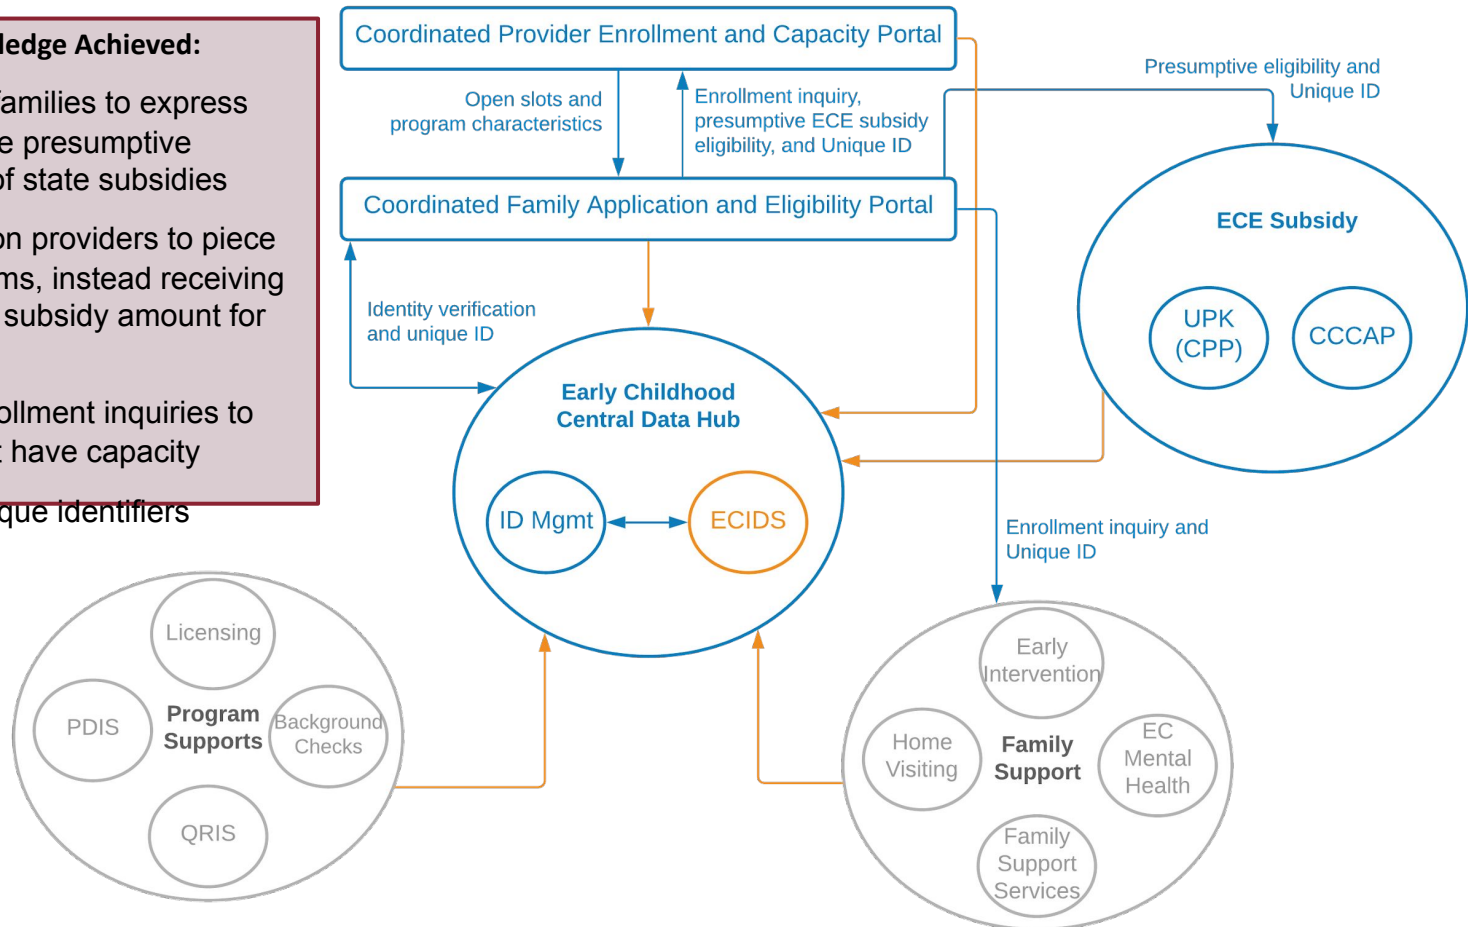 ledge Achieved:
families to express
e presumptive
of state subsidies
on providers to piece
ms, instead receiving
subsidy amount for
ollment inquiries to
t have capacity
que identifiers
Coordinated Provider Enrollment and Capacity Portal
Open slots and
program characteristics
Enrollment inquiry,
presumptive ECE subsidy
eligibility, and Unique ID
Presumptive eligibility and
Unique ID
Coordinated Family Application and Eligibility Portal
ECE Subsidy
UPK
(CPP)
CCCAP
Identity verification
and unique ID
Early Childhood
Central Data Hub
ID Mgmt
ECIDS
Enrollment inquiry and
Unique ID
Licensing
PDIS
Program
Supports
Background
Checks
QRIS
Early
Intervention
Home
Visiting
Family
Support
EC
Mental
Health
Family
Support
Services